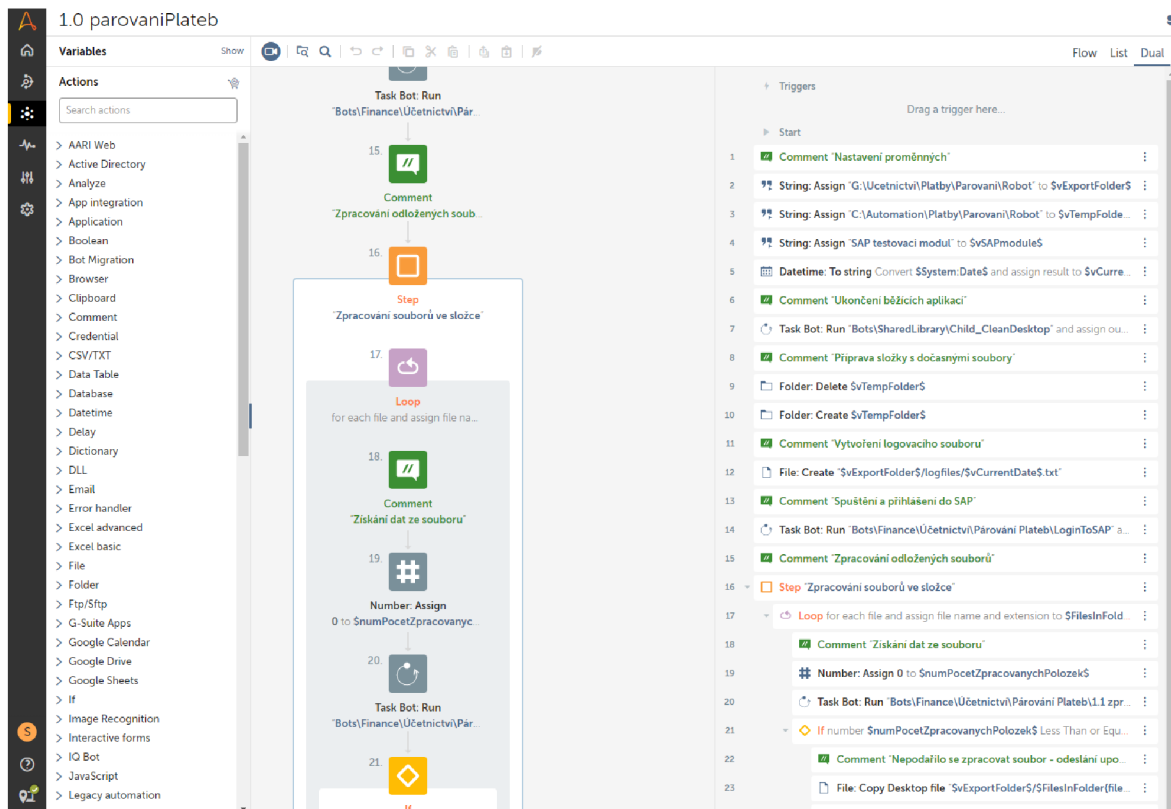 1.0 parovaniPlateb
Variables
Show
Actions
Search actions
AARI Web
Active Directory
Analyze
App integration
Application
Boolean
Bot Migration
Browser
Clipboard
Comment
Credential
CSV/TXT
Data Table
Database
Datetime
Delay
Dictionary
DLL
Email
Error handler
Excel advanced
Excel basic
File
Folder
Ftp/Sftp
G-Suite Apps
Google Calendar
Google Drive
Google Sheets
If
Image Recognition
Interactive forms
IQ Bot
JavaScript
Legacy automation
S
Flow List Dual
Task Bot: Run
"Bots\Finance\Účetnictví\Pár...
15.
Comment
"Zpracování odložených soub...
16.
Step
"Zpracování souborů ve složce"
17.
Loop
for each file and assign file na...
18.
Comment
"Získání dat ze souboru"
19.
Number: Assign
0 to $numPocetZpracovanyc...
20.
Task Bot: Run
"Bots\Finance\Účetnictví\Pár...
21.
If
Triggers
Drag a trigger here...
Start
1 Comment "Nastavení proměnných"
2 String: Assign "G:\Ucetnictvi\Platby\Parovani\Robot" to $vExportFolder$
3 String: Assign "C:\Automation\Platby\Parovani\Robot" to $vTempFolde...
4 String: Assign "SAP testovací modul" to $vSAPmodule$
5 Datetime: To string Convert $System:Date$ and assign result to $vCurre...
6 Comment "Ukončení běžících aplikací"
7 Task Bot: Run "Bots\SharedLibrary\Child_CleanDesktop" and assign ou...
8 Comment "Příprava složky s dočasnými soubory"
9 Folder: Delete $vTempFolder$
10 Folder: Create $vTempFolder$
11 Comment "Vytvoření logovacího souboru"
12 File: Create "$vExportFolder$/logfiles/$vCurrentDate$.txt"
13 Comment "Spuštění a přihlášení do SAP"
14 Task Bot: Run "Bots\Finance\Účetnictví\Párování Plateb\LoginToSAP" a...
15 Comment "Zpracování odložených souborů"
16 Step "Zpracování souborů ve složce"
17 Loop for each file and assign file name and extension to $FilesInFold...
18 Comment "Získání dat ze souboru"
19 Number: Assign 0 to $numPocetZpracovanychPolozek$
20 Task Bot: Run "Bots\Finance\Účetnictví\Párování Plateb\1.1 zpr...
21 If number $numPocetZpracovanychPolozek$ Less Than or Equ...
22 Comment "Nepodařilo se zpracovat soubor - odeslání upo...
23 File: Copy Desktop file "$vExportFolder$/$FilesInFolder{file...